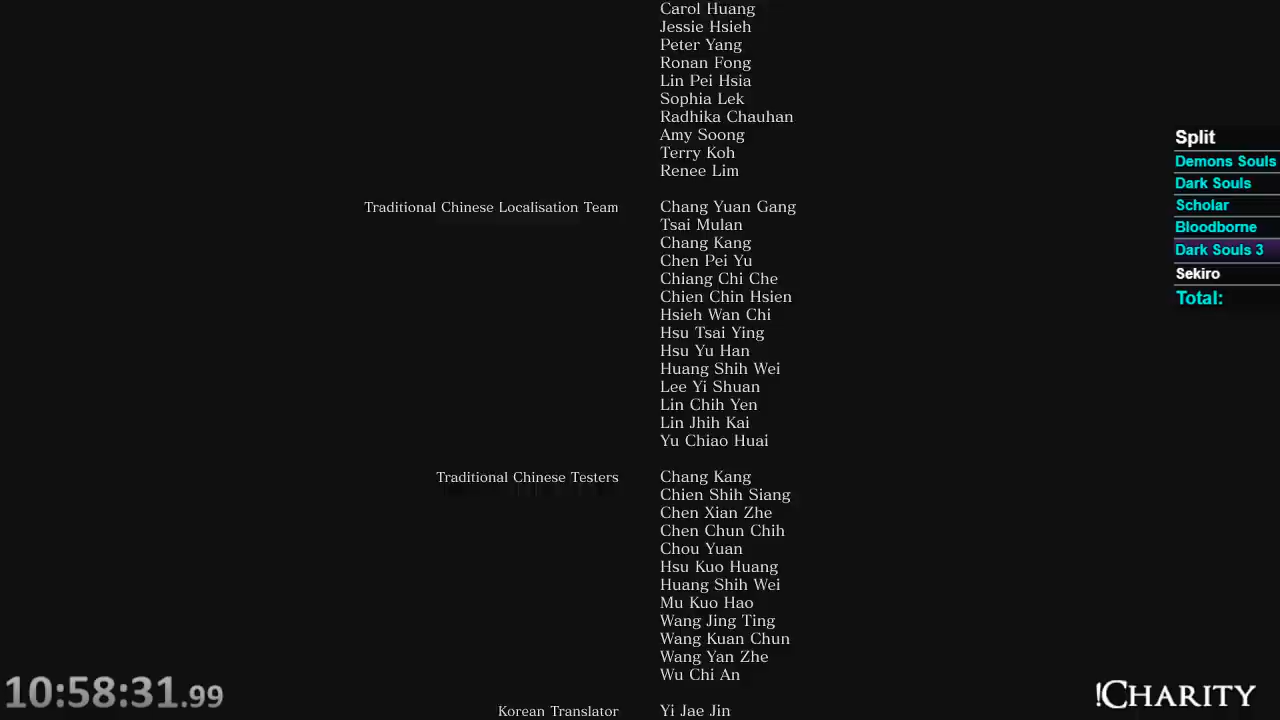 Carol Huang
Jessie Hsieh
Peter Yang
Ronan Fong
Lin Pei Hsia
Sophia Lek
Radhika Chauhan
Amy Soong
Terry Koh
Renee Lim
Traditional Chinese Localisation Team Chang Yuan Gang
Tsai Mulan
Chang Kang
Chen Pei Yu
Chiang Chi Che
Chien Chin Hsien
Hsieh Wan Chi
Hsu Tsai Ying
Hsu Yu Han
Huang Shih Wei
Lee Yi Shuan
Lin Chih Yen
Lin Jhih Kai
Yu Chiao Huai
Traditional Chinese Testers Chang Kang
Chien Shih Siang
Chen Xian Zhe
Chen Chun Chih
Chou Yuan
Hsu Kuo Huang
Huang Shih Wei
Mu Kuo Hao
Wang Jing Ting
Wang Kuan Chun
Wang Yan Zhe
Wu Chi An
Korean Translator Yi Jae Jin
Split
Demons Souls
Dark Souls
Scholar
Bloodborne
Dark Souls 3
Sekiro
Total:
10:58:31.99
!Charity